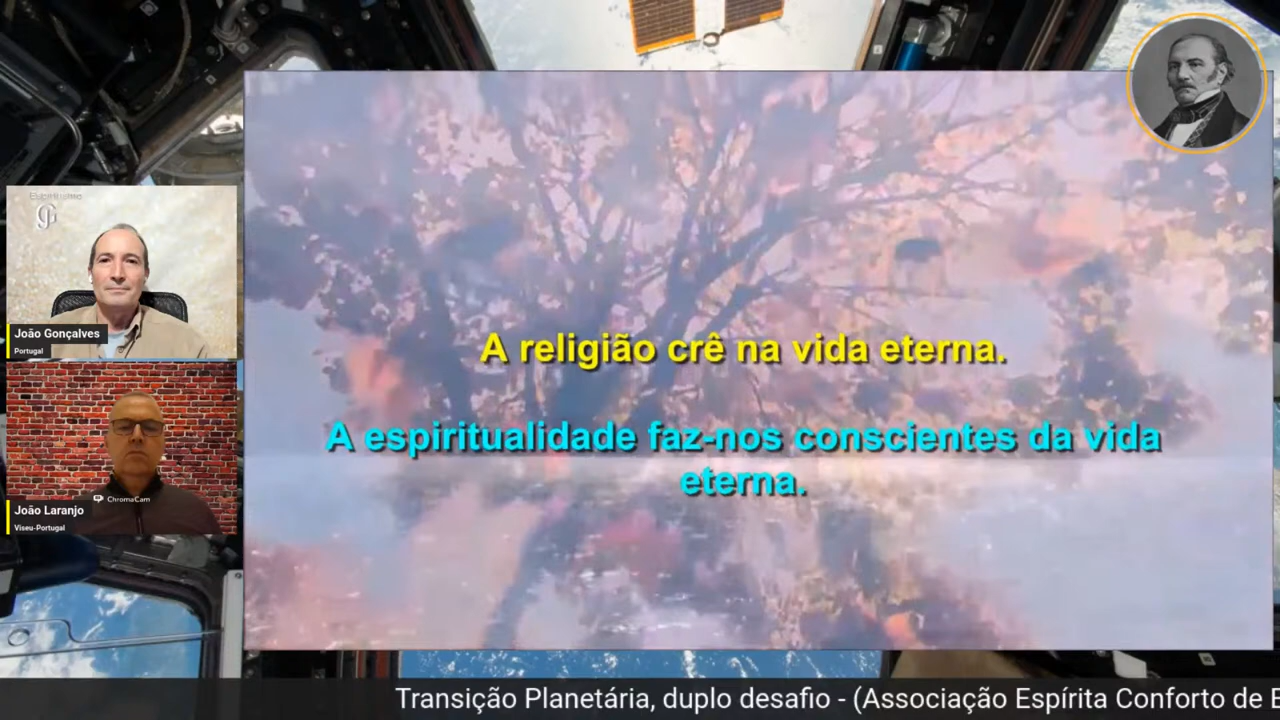 Espiritismo
João Gonçalves
Portugal
ChromaCam
João Laranjo
Viseu-Portugal
A religião crê na vida eterna.
A espiritualidade faz-nos conscientes da vida
eterna.
Transição Planetária, duplo desafio - (Associação Espírita Conforto de E